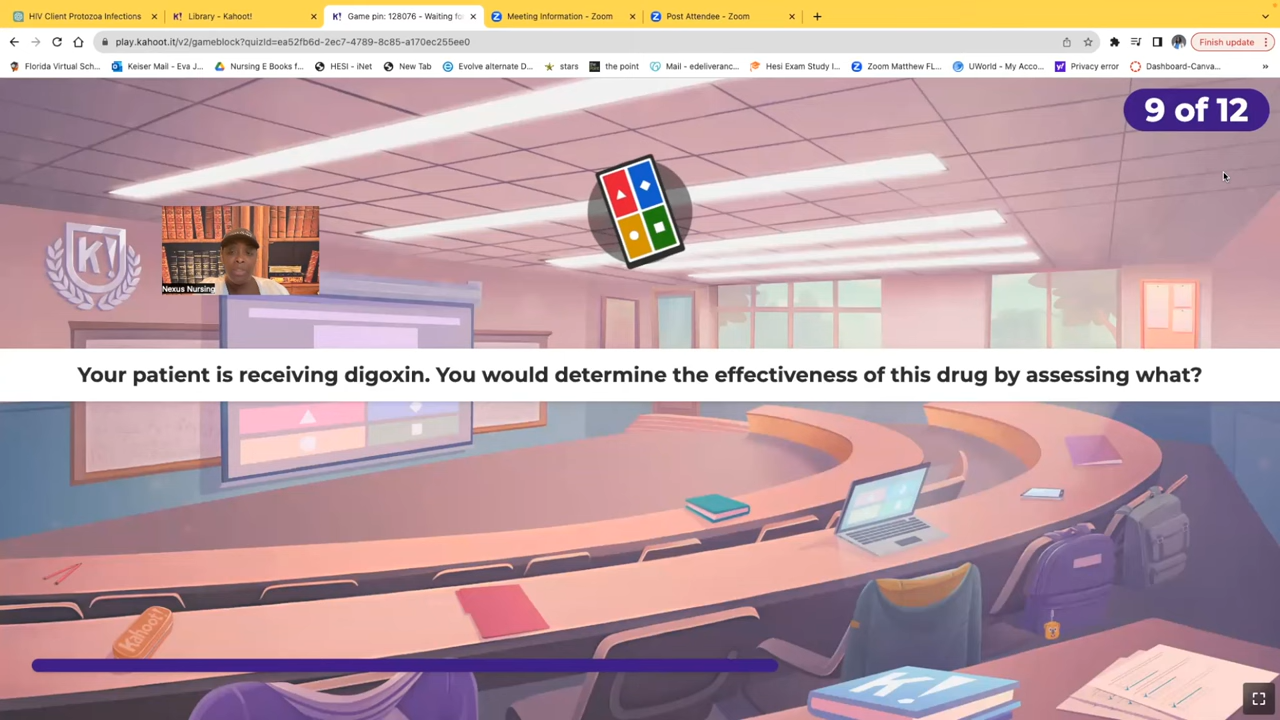 HIV Client Protozoa Infections
Library - Kahoot!
Game pin: 128076 - Waiting fo
Meeting Information - Zoom
Post Attendee - Zoom
play.kahoot.it/v2/gameblock?quizId=ea52fb6d-2ec7-4789-8c85-a170ec255ee0
Finish update
Florida Virtual Sch...
Keiser Mail - Eva J...
Nursing E Books f...
HESI - iNet
New Tab
Evolve alternate D...
stars
the point
Mail - edeliveranc...
Hesi Exam Study I...
Zoom Matthew FL...
UWorld - My Acco...
Privacy error
Dashboard-Canva...
9 of 12
K!
Nexus Nursing
Your patient is receiving digoxin. You would determine the effectiveness of this drug by assessing what?
Kahoot!
K!